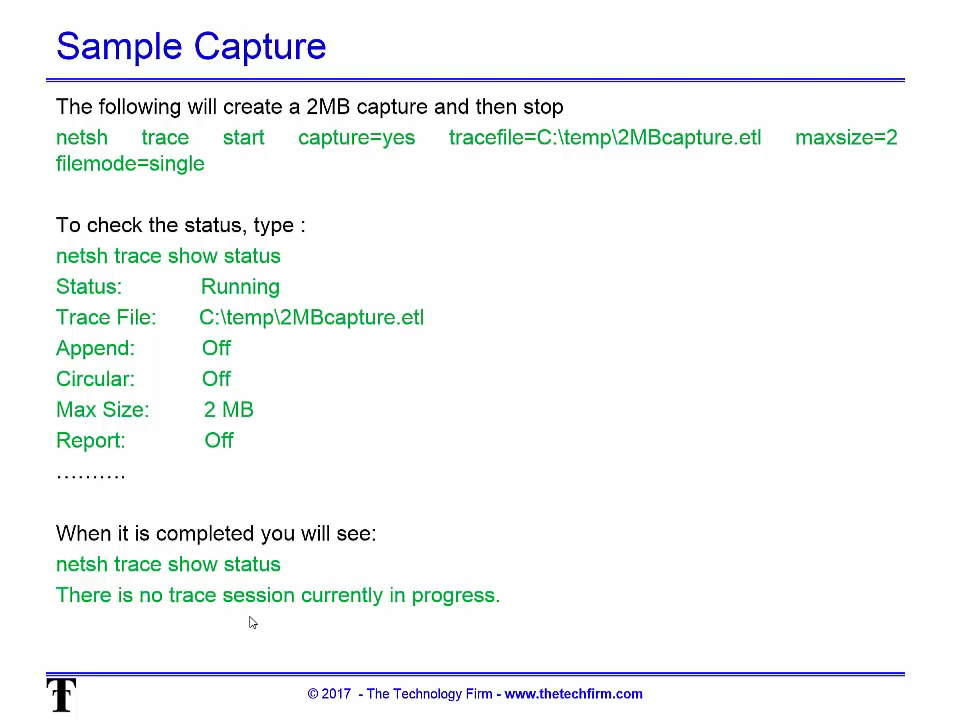 Sample Capture
The following will create a 2MB capture and then stop
netsh trace start capture=yes tracefile=C:\temp\2MBcapture.etl maxsize=2
filemode=single
To check the status, type :
netsh trace show status
Status: Running
Trace File: C:\temp\2MBcapture.etl
Append: Off
Circular: Off
Max Size: 2 MB
Report: Off
..........
When it is completed you will see:
netsh trace show status
There is no trace session currently in progress.
T
© 2017 - The Technology Firm - www.thetechfirm.com